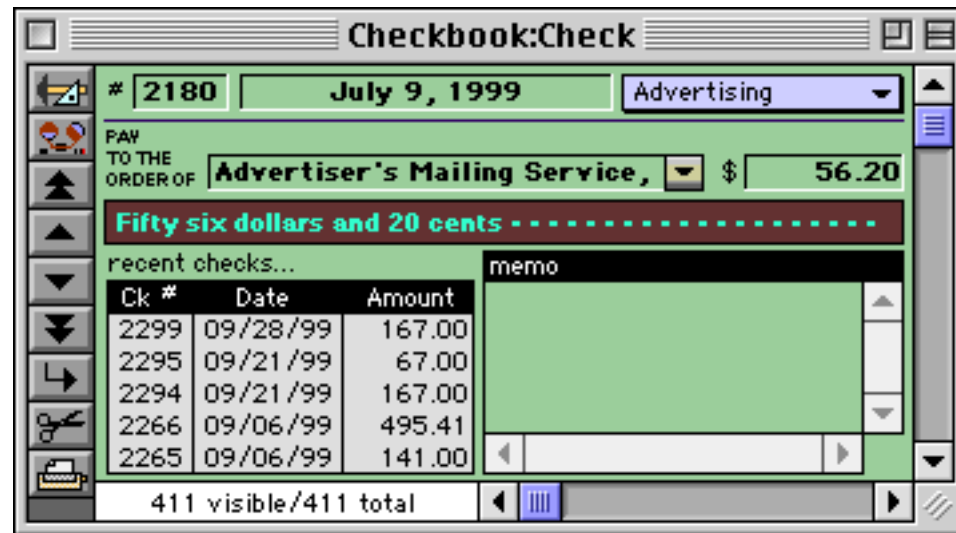 Checkbook:Check
# 2180 July 9, 1999 Advertising
PAY
TO THE
ORDER OF Advertiser's Mailing Service, $ 56.20
Fifty six dollars and 20 cents - - - - - - - - - - - - - - - - - - - -
recent checks... memo
Ck # Date Amount
2299 09/28/99 167.00
2295 09/21/99 67.00
2294 09/21/99 167.00
2266 09/06/99 495.41
2265 09/06/99 141.00
411 visible/411 total